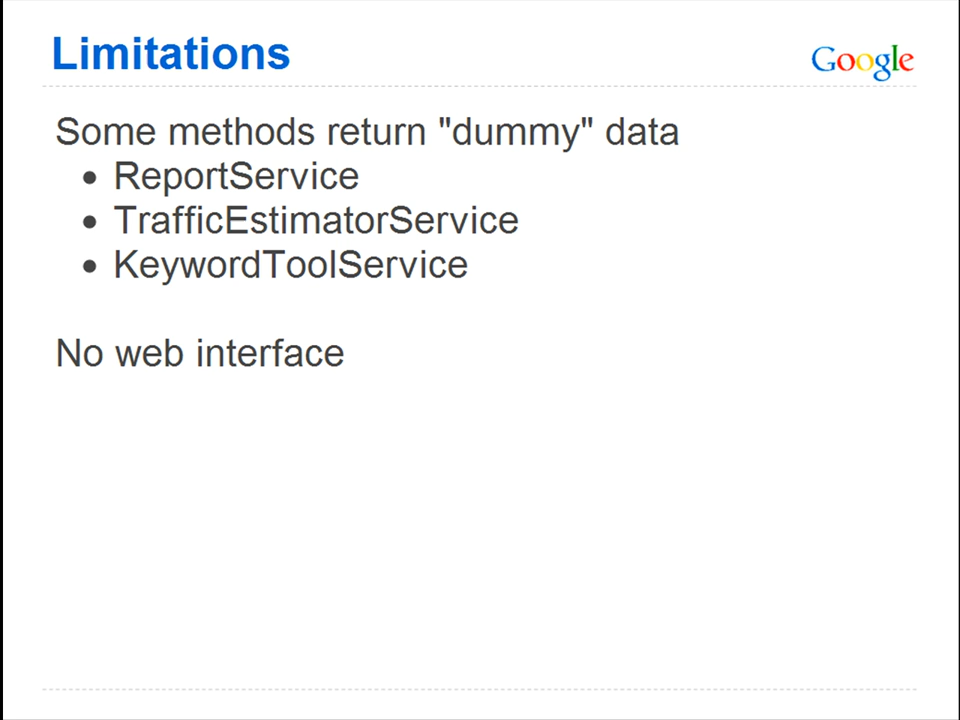 Limitations
Google
Some methods return "dummy" data
• ReportService
• TrafficEstimatorService
• KeywordToolService
No web interface